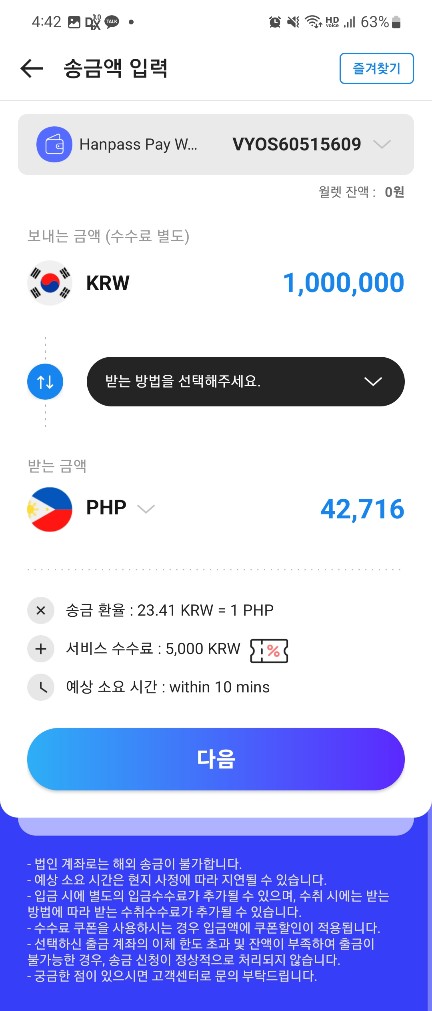 4:42 63%
송금액 입력 즐겨찾기
Hanpass Pay W... VYOS60515609
월렛 잔액 : 0원
보내는 금액 (수수료 별도)
KRW 1,000,000
받는 방법을 선택해주세요.
받는 금액
PHP 42,716
송금 환율 : 23.41 KRW = 1 PHP
서비스 수수료 : 5,000 KRW %
예상 소요 시간 : within 10 mins
다음
- 법인 계좌로는 해외 송금이 불가합니다.
- 예상 소요 시간은 현지 사정에 따라 지연될 수 있습니다.
- 입금 시에 별도의 입금수수료가 추가될 수 있으며, 수취 시에는 받는
방법에 따라 받는 수취수수료가 추가될 수 있습니다.
- 수수료 쿠폰을 사용하시는 경우 입금액에 쿠폰할인이 적용됩니다.
- 선택하신 출금 계좌의 이체 한도 초과 및 잔액이 부족하여 출금이
불가능한 경우, 송금 신청이 정상적으로 처리되지 않습니다.
- 궁금한 점이 있으시면 고객센터로 문의 부탁드립니다.